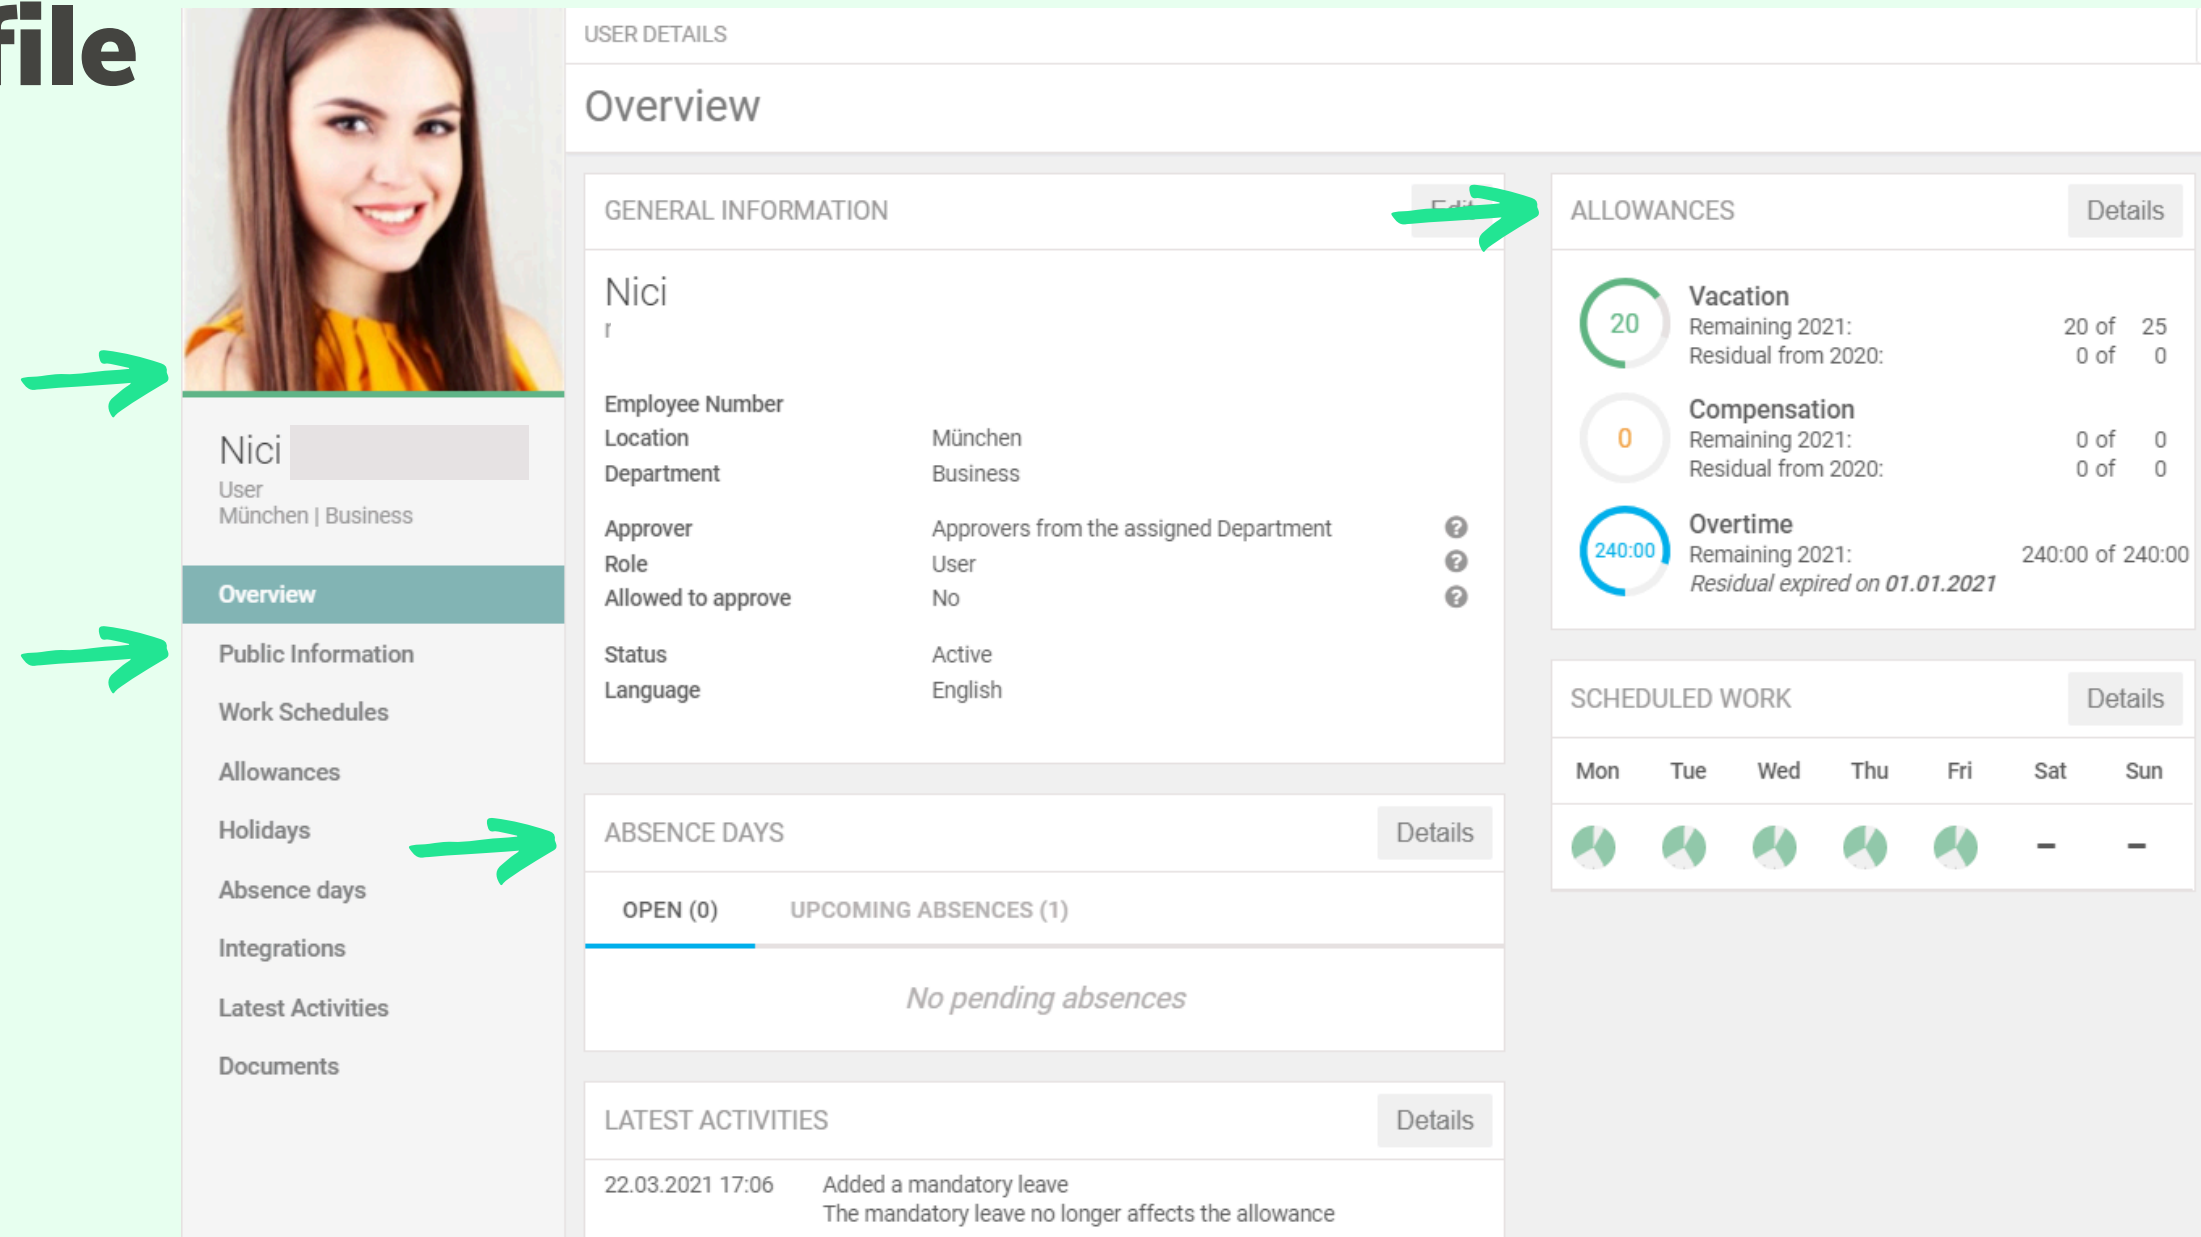 file
Nici
User
München | Business
Overview
Public Information
Work Schedules
Allowances
Holidays
Absence days
Integrations
Latest Activities
Documents
USER DETAILS
Overview
GENERAL INFORMATION
Edit
Nici
r
Employee Number
Location München
Department Business
Approver Approvers from the assigned Department ?
Role User ?
Allowed to approve No ?
Status Active
Language English
ABSENCE DAYS Details
OPEN (0) UPCOMING ABSENCES (1)
No pending absences
LATEST ACTIVITIES Details
22.03.2021 17:06 Added a mandatory leave
The mandatory leave no longer affects the allowance
ALLOWANCES Details
20
Vacation
Remaining 2021: 20 of 25
Residual from 2020: 0 of 0
0
Compensation
Remaining 2021: 0 of 0
Residual from 2020: 0 of 0
240:00
Overtime
Remaining 2021: 240:00 of 240:00
Residual expired on 01.01.2021
SCHEDULED WORK Details
Mon Tue Wed Thu Fri Sat Sun
– –